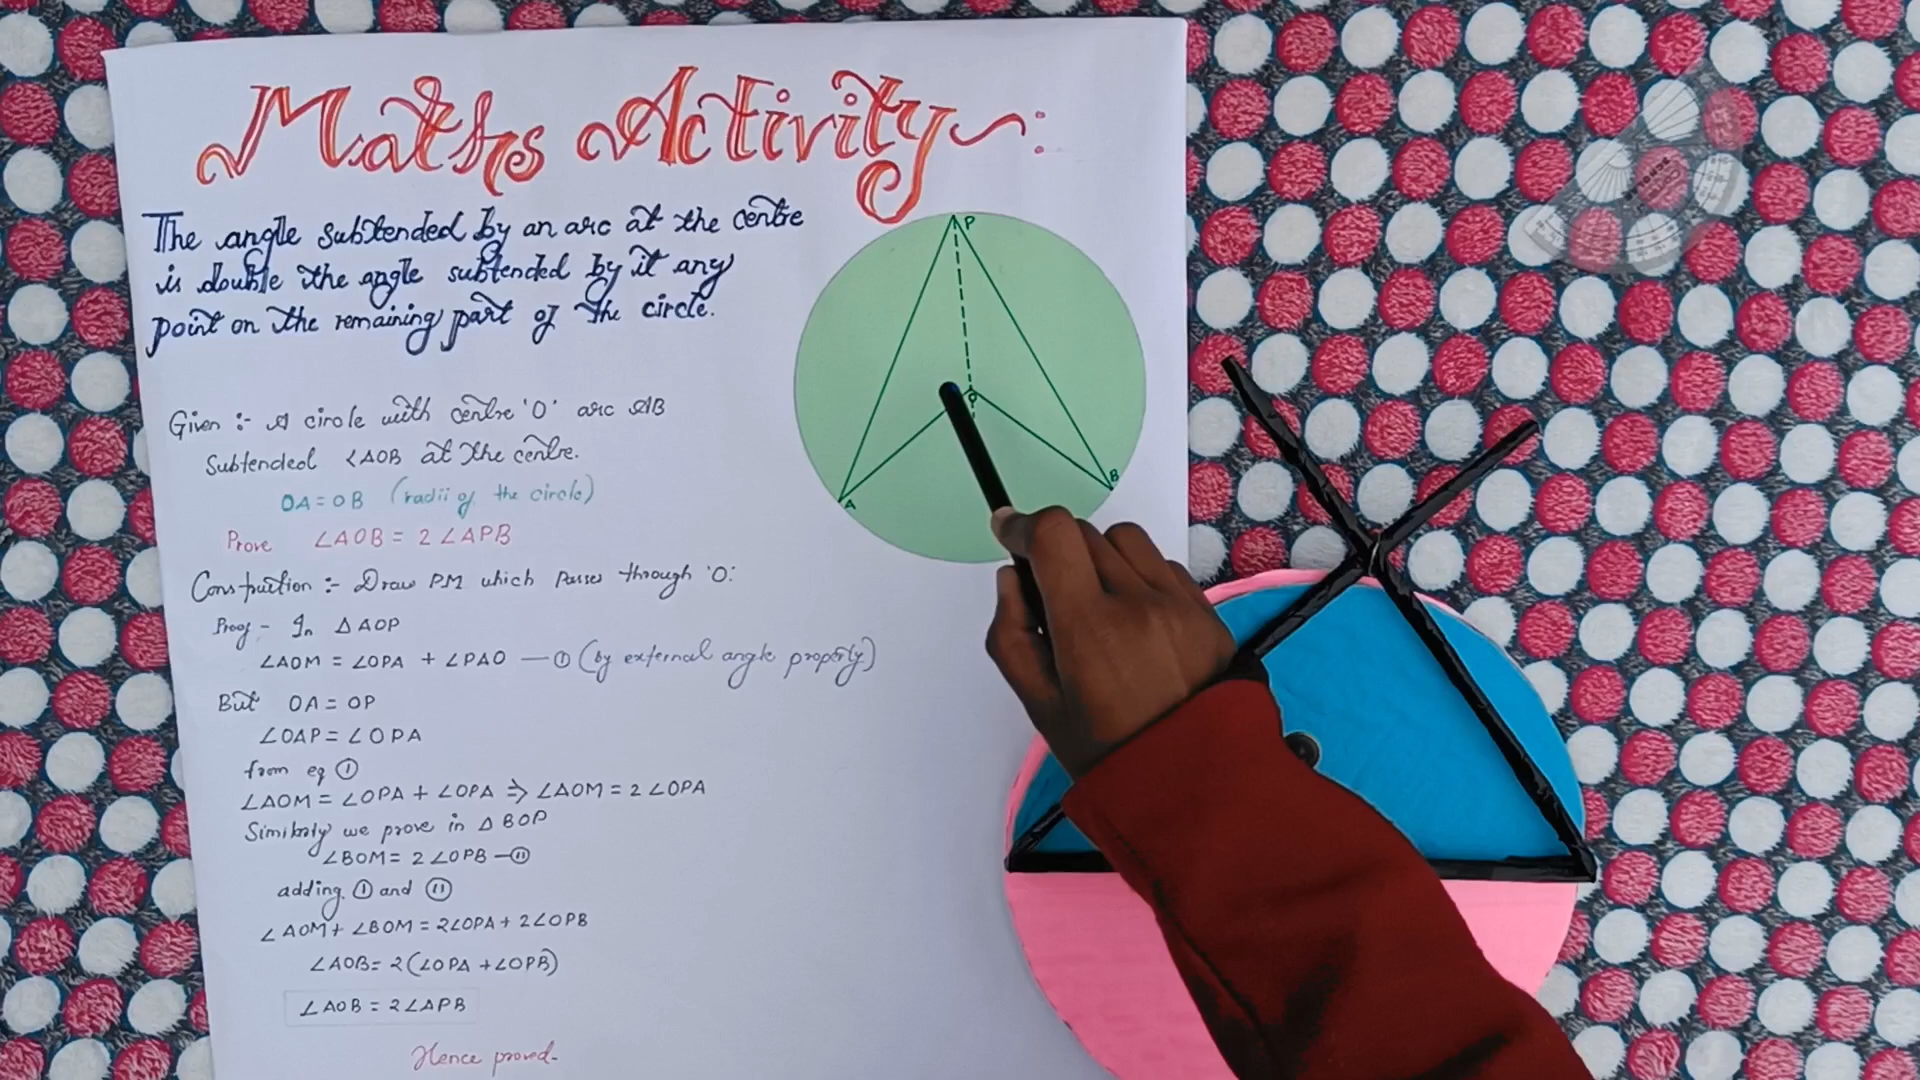 Maths Activity~:
The angle subtended by an arc at the centre
is double the angle subtended by it any
point on the remaining part of the circle.
Given :- A circle with centre 'O' arc AB
Subtended <AOB at the centre.
OA = OB (radii of the circle)
Prove ∠AOB = 2 ∠APB
Construction :- Draw PM which passes through 'O'.
Proof - In △AOP
∠AOM = ∠OPA + ∠PAO — ① (by external angle property)
But OA = OP
∠OAP = ∠OPA
from eq ①
∠AOM = ∠OPA + ∠OPA ⇒ ∠AOM = 2 ∠OPA
Similarly we prove in △BOP
∠BOM = 2 ∠OPB — ⑪
adding ① and ⑪
∠AOM + ∠BOM = 2∠OPA + 2∠OPB
∠AOB = 2(∠OPA + ∠OPB)
∠AOB = 2∠APB
Hence proved.
P
O
A
B